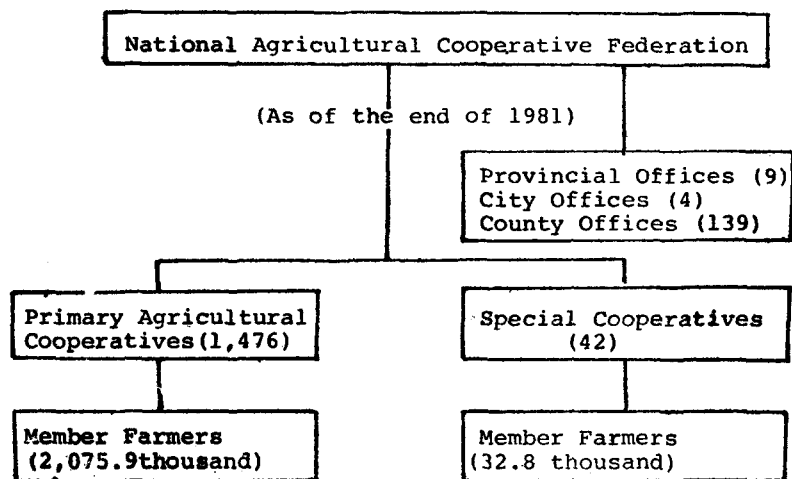 National Agricultural Cooperative Federation
(As of the end of 1981)
Provincial Offices (9)
City Offices (4)
County Offices (139)
Primary Agricultural
Cooperatives(1,476)
Special Cooperatives
(42)
Member Farmers
(2,075.9thousand)
Member Farmers
(32.8 thousand)